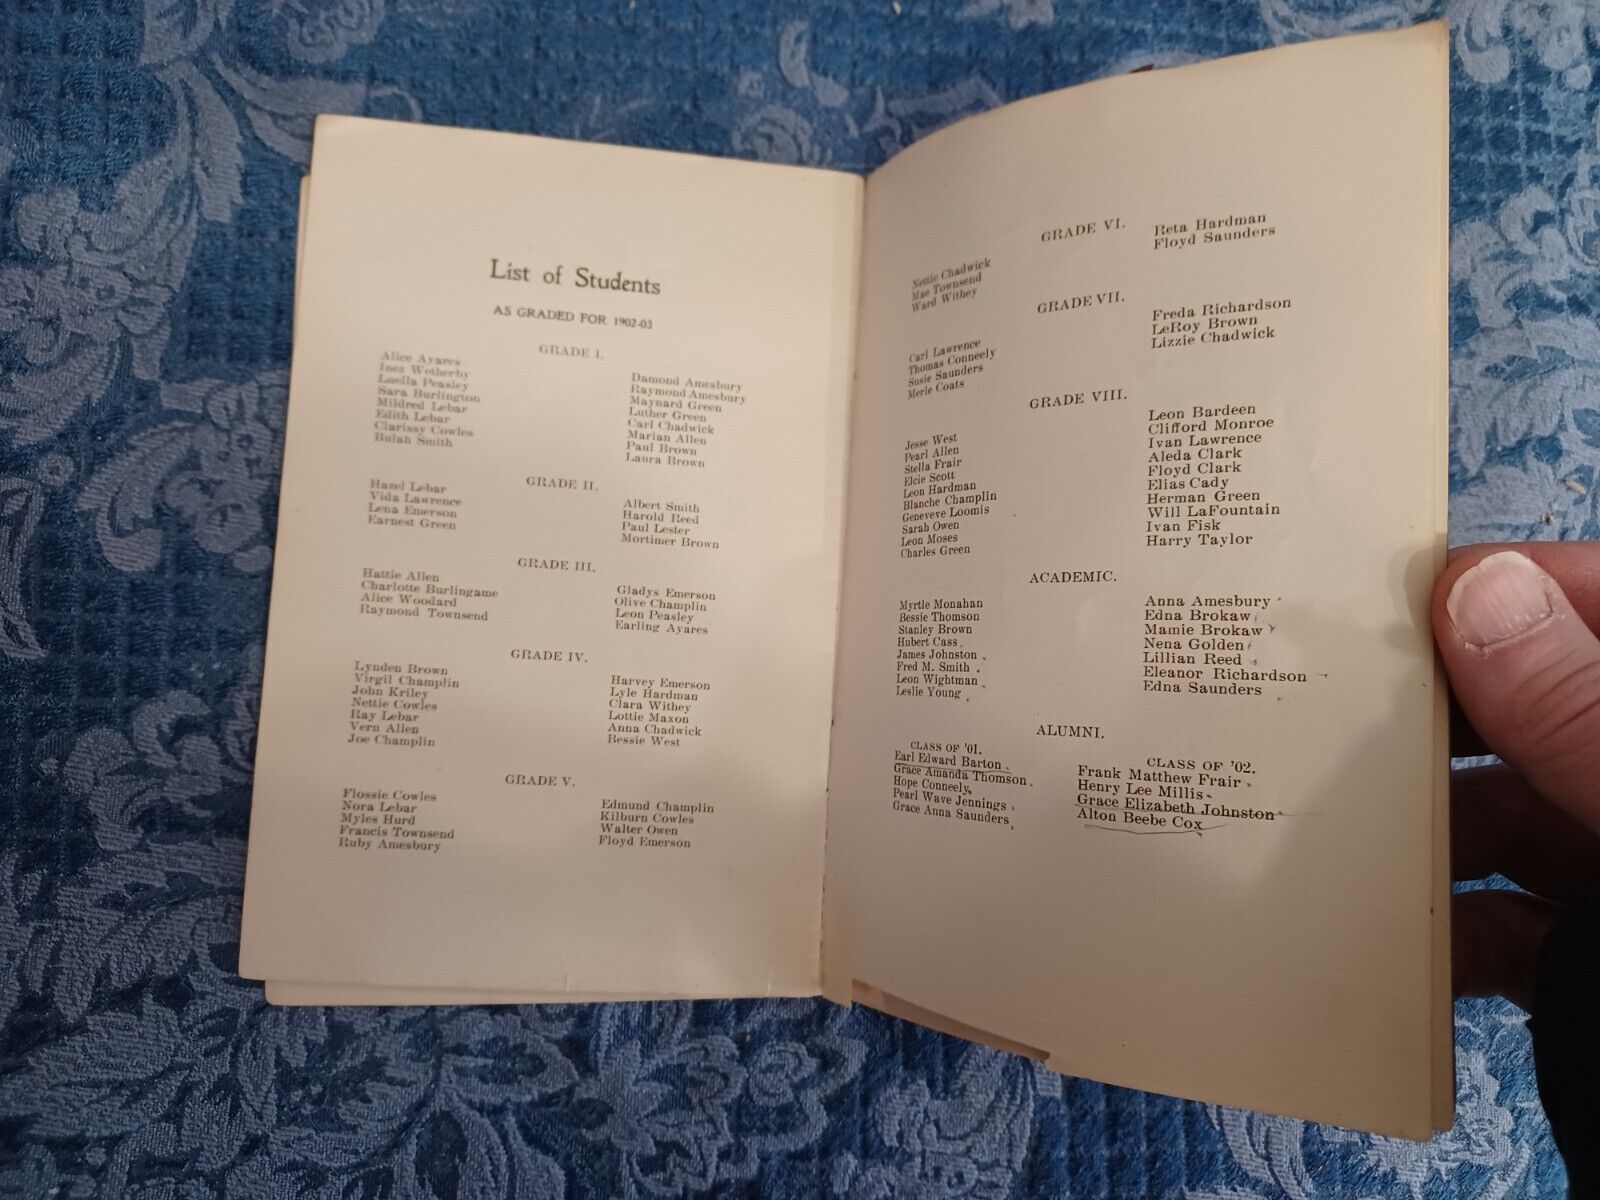 List of Students
AS GRADED FOR 1902-03
GRADE I.
Alice Ayares
Inez Wetherby
Luella Peasley
Sara Burlington
Mildred Lebar
Edith Lebar
Clarissy Cowles
Bulah Smith
Damond Amesbury
Raymond Amesbury
Maynard Green
Luther Green
Carl Chadwick
Marian Allen
Paul Brown
Laura Brown
GRADE II.
Hazel Lebar
Vida Lawrence
Lena Emerson
Earnest Green
Albert Smith
Harold Reed
Paul Lester
Mortimer Brown
GRADE III.
Hattie Allen
Charlotte Burlingame
Alice Woodard
Raymond Townsend
Gladys Emerson
Olive Champlin
Leon Peasley
Earling Ayares
GRADE IV.
Lynden Brown
Virgil Champlin
John Kriley
Nettie Cowles
Ray Lebar
Vern Allen
Joe Champlin
Harvey Emerson
Lyle Hardman
Clara Withey
Lottie Maxon
Anna Chadwick
Bessie West
GRADE V.
Flossie Cowles
Nora Lebar
Myles Hurd
Francis Townsend
Ruby Amesbury
Edmund Champlin
Kilburn Cowles
Walter Owen
Floyd Emerson
GRADE VI.
Nettie Chadwick
Mae Townsend
Ward Withey
Reta Hardman
Floyd Saunders
GRADE VII.
Carl Lawrence
Thomas Conneely
Susie Saunders
Merle Coats
Freda Richardson
LeRoy Brown
Lizzie Chadwick
GRADE VIII.
Jesse West
Pearl Allen
Stella Frair
Elcie Scott
Leon Hardman
Blanche Champlin
Geneveve Loomis
Sarah Owen
Leon Moses
Charles Green
Leon Bardeen
Clifford Monroe
Ivan Lawrence
Aleda Clark
Floyd Clark
Elias Cady
Herman Green
Will LaFountain
Ivan Fisk
Harry Taylor
ACADEMIC.
Myrtle Monahan
Bessie Thomson
Stanley Brown
Hubert Cass
James Johnston
Fred M. Smith
Leon Wightman
Leslie Young
Anna Amesbury
Edna Brokaw
Mamie Brokaw
Nena Golden
Lillian Reed
Eleanor Richardson
Edna Saunders
ALUMNI.
CLASS OF '01.
Earl Edward Barton
Grace Amanda Thomson
Hope Conneely
Pearl Wave Jennings
Grace Anna Saunders
CLASS OF '02.
Frank Matthew Frair
Henry Lee Millis
Grace Elizabeth Johnston
Alton Beebe Cox